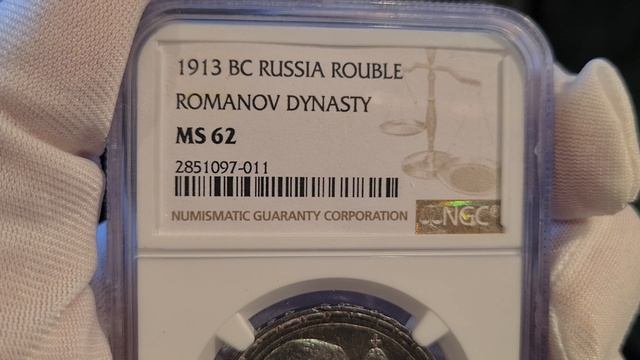 1913 BC RUSSIA ROUBLE
ROMANOV DYNASTY
MS 62
2851097-011
NUMISMATIC GUARANTY CORPORATION
NGC